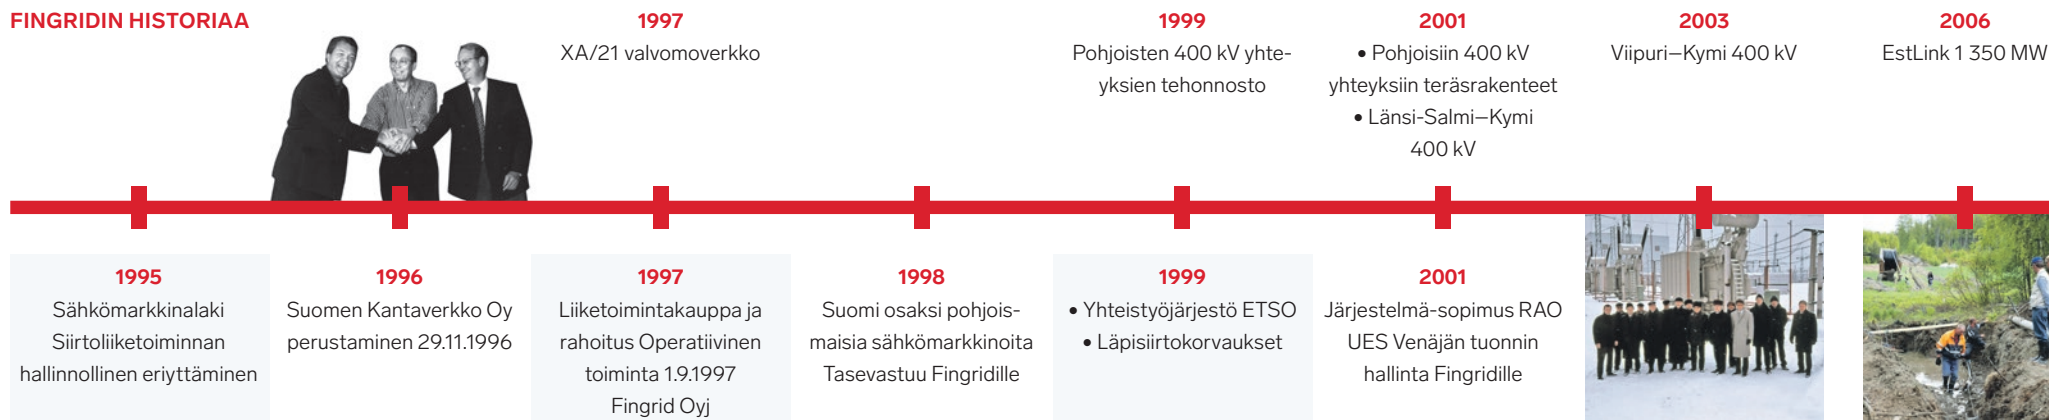 FINGRIDIN HISTORIAA
1997
XA/21 valvomoverkko
1999
Pohjoisten 400 kV yhte-
yksien tehonnosto
2001
• Pohjoisiin 400 kV
yhteyksiin teräsrakenteet
• Länsi-Salmi–Kymi
400 kV
2003
Viipuri–Kymi 400 kV
2006
EstLink 1 350 MW
1995
Sähkömarkkinalaki
Siirtoliiketoiminnan
hallinnollinen eriyttäminen
1996
Suomen Kantaverkko Oy
perustaminen 29.11.1996
1997
Liiketoimintakauppa ja
rahoitus Operatiivinen
toiminta 1.9.1997
Fingrid Oyj
1998
Suomi osaksi pohjois-
maisia sähkömarkkinoita
Tasevastuu Fingridille
1999
• Yhteistyöjärjestö ETSO
• Läpisiirtokorvaukset
2001
Järjestelmä-sopimus RAO
UES Venäjän tuonnin
hallinta Fingridille